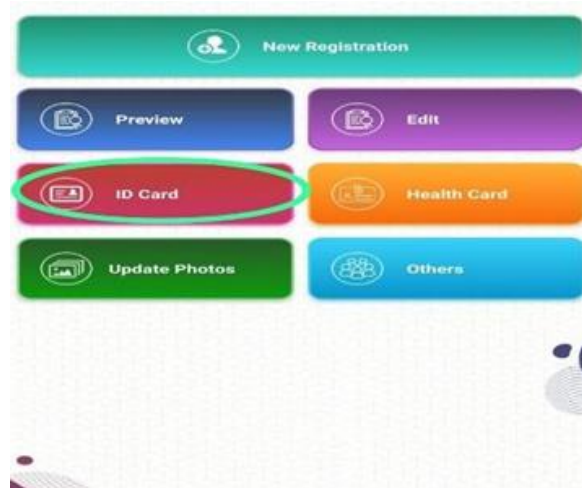 New Registration
Preview
Edit
ID Card
Health Card
Update Photos
Others